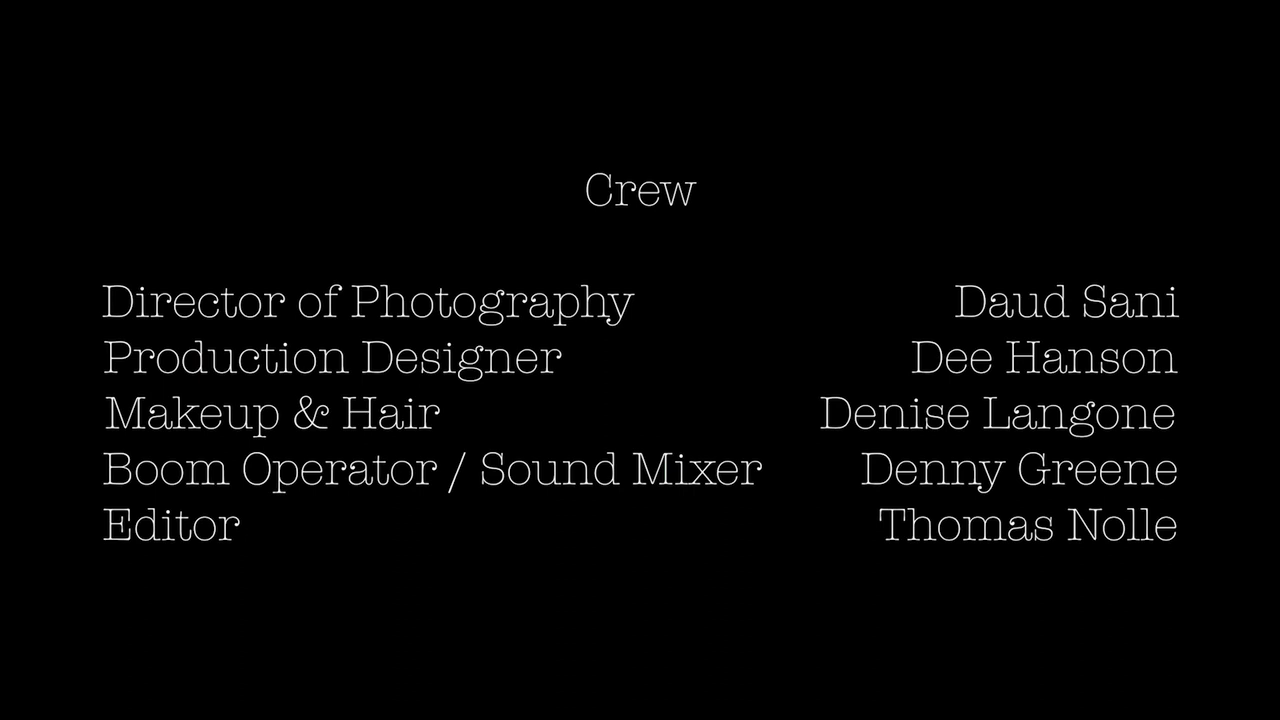 Crew
Director of Photography Daud Sani
Production Designer Dee Hanson
Makeup & Hair Denise Langone
Boom Operator / Sound Mixer Denny Greene
Editor Thomas Nolle